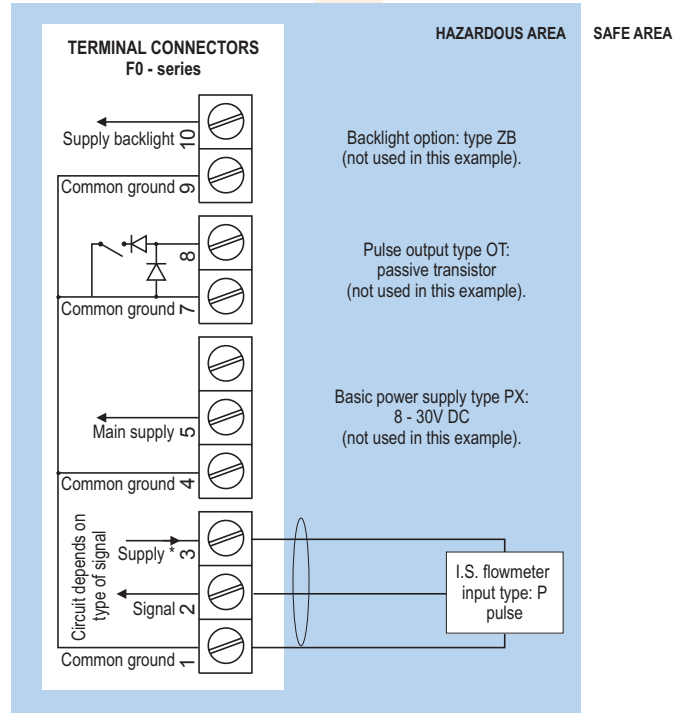 HAZARDOUS AREA
SAFE AREA
TERMINAL CONNECTORS
F0 - series
Supply backlight
10
Common ground
9
Backlight option: type ZB
(not used in this example).
8
Common ground
7
Pulse output type OT:
passive transistor
(not used in this example).
Main supply
5
Common ground
4
Basic power supply type PX:
8 - 30V DC
(not used in this example).
Circuit depends on
type of signal
Supply *
3
Signal
2
Common ground
1
I.S. flowmeter
input type: P
pulse